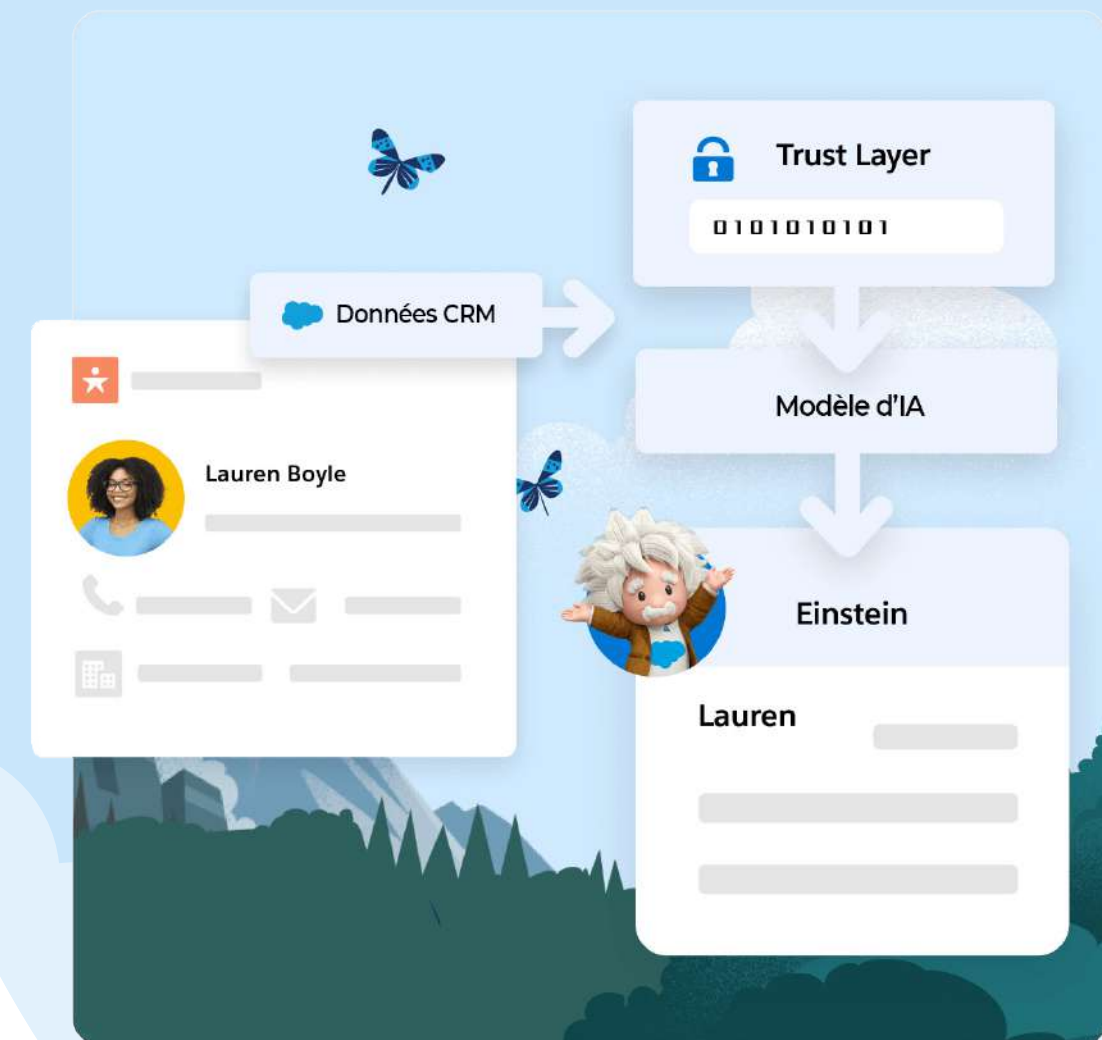 Trust Layer
0101010101
Données CRM
Modèle d'IA
Lauren Boyle
Einstein
Lauren